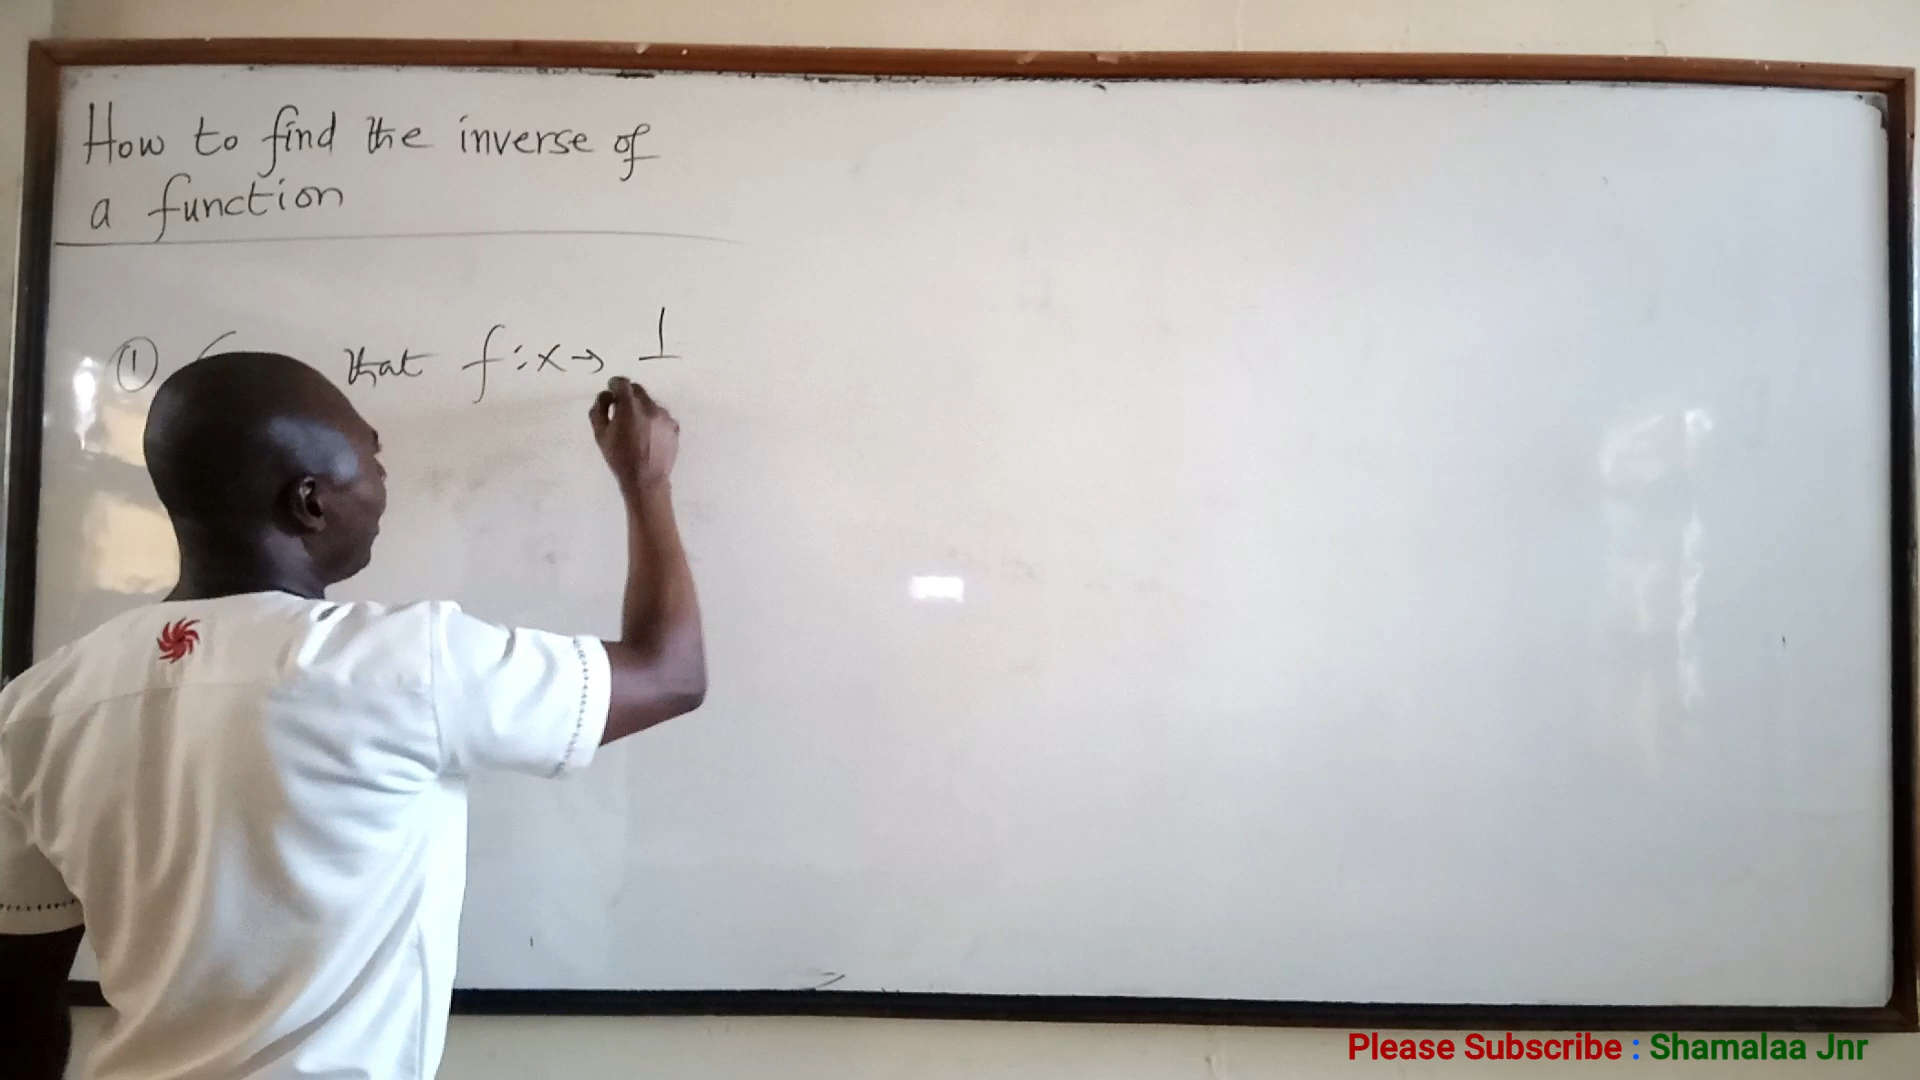 How to find the inverse of
a function
① that f:x→ 1
Please Subscribe : Shamalaa Jnr